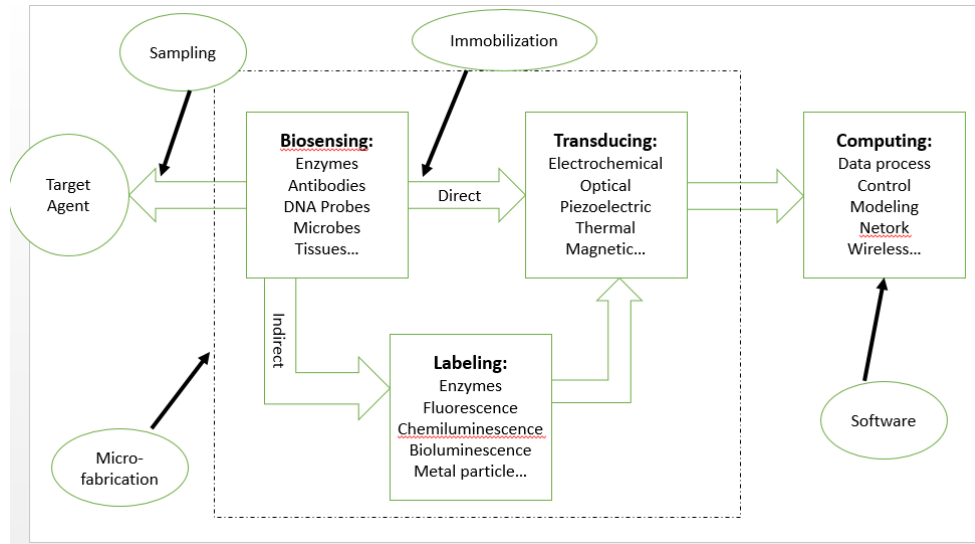 Sampling
Immobilization
Target
Agent
Biosensing:
Enzymes
Antibodies
DNA Probes
Microbes
Tissues...
Direct
Transducing:
Electrochemical
Optical
Piezoelectric
Thermal
Magnetic...
Computing:
Data process
Control
Modeling
Netork
Wireless...
Indirect
Labeling:
Enzymes
Fluorescence
Chemiluminescence
Bioluminescence
Metal particle...
Micro-
fabrication
Software